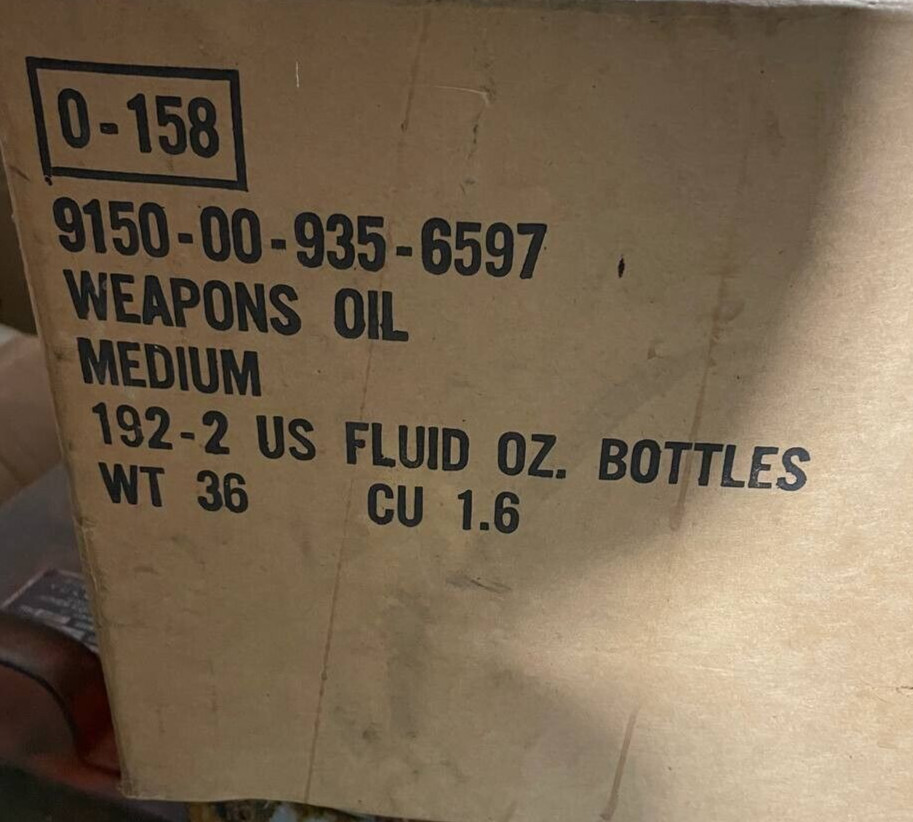 O-158
9150-00-935-6597
WEAPONS OIL
MEDIUM
192-2 US FLUID OZ. BOTTLES
WT 36 CU 1.6